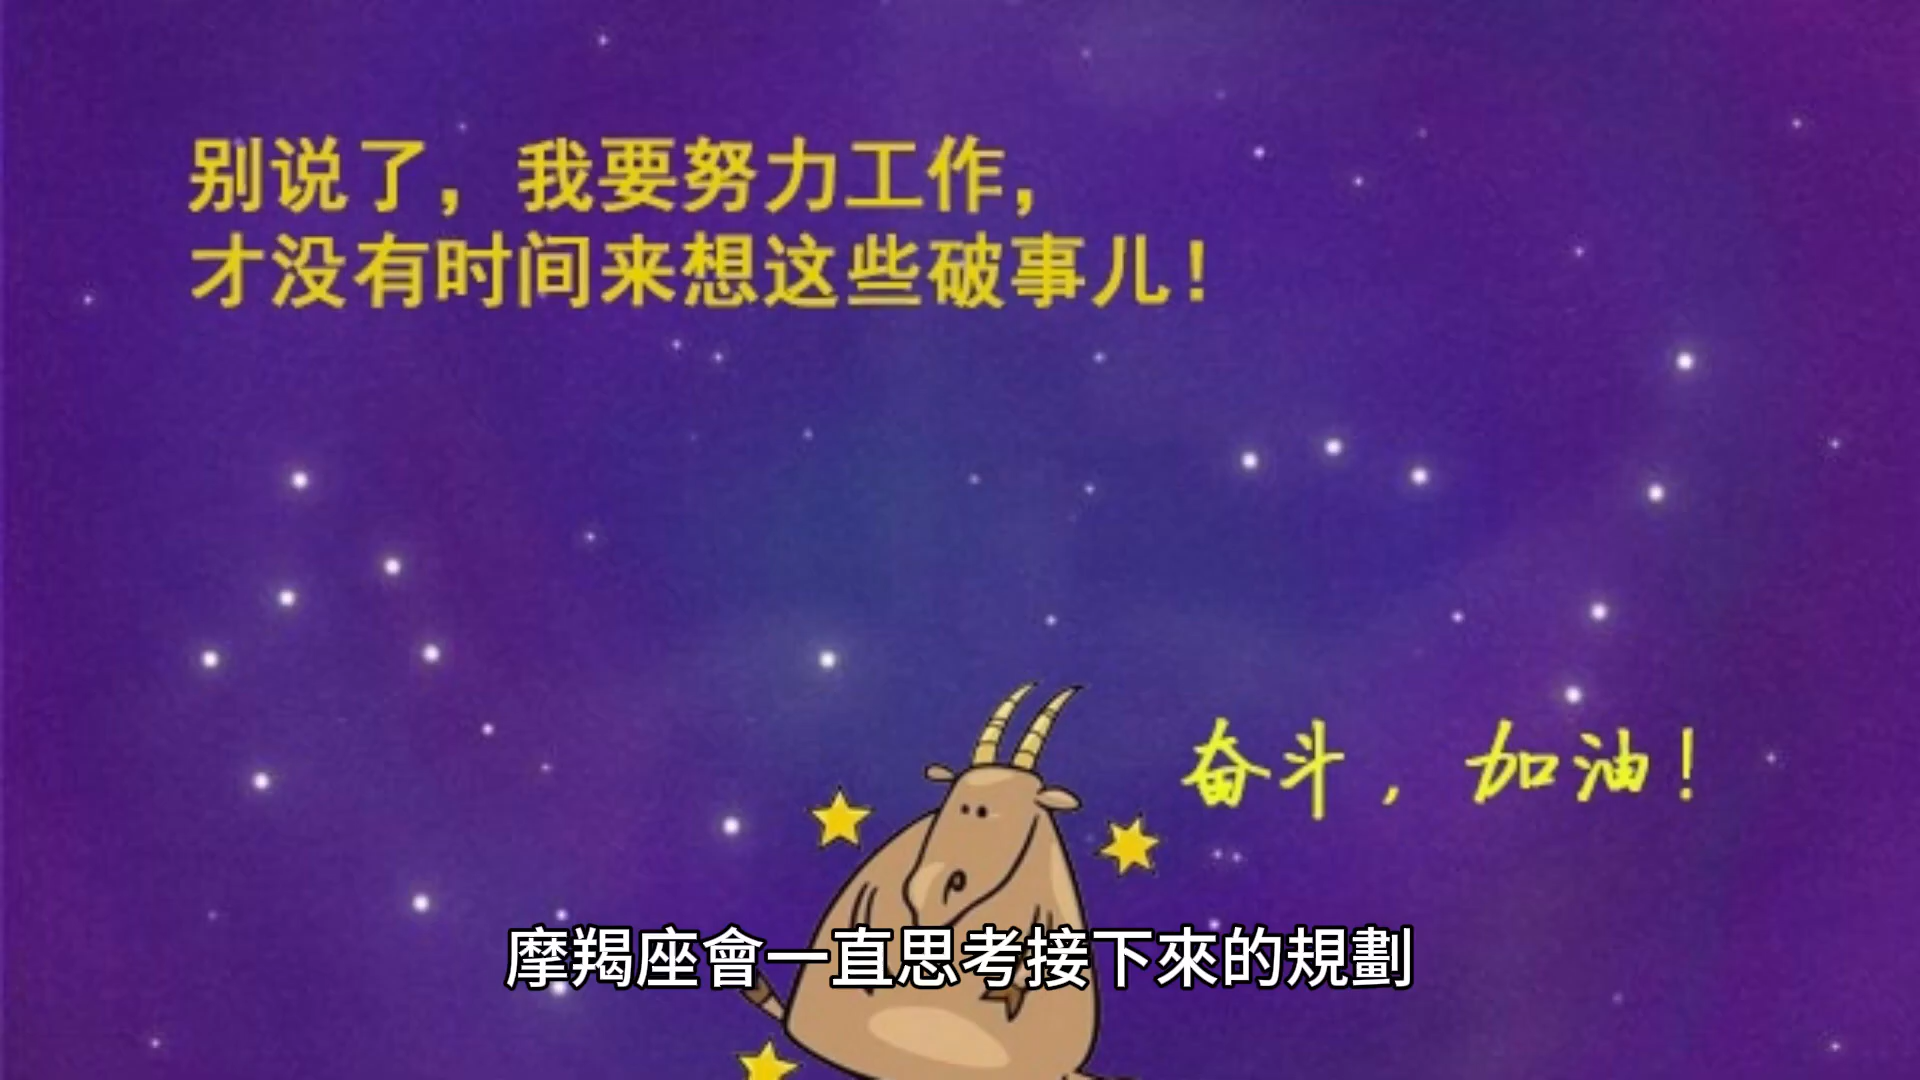 别说了，我要努力工作，
才没有时间来想这些破事儿！
奋斗，加油！
摩羯座會一直思考接下來的規劃